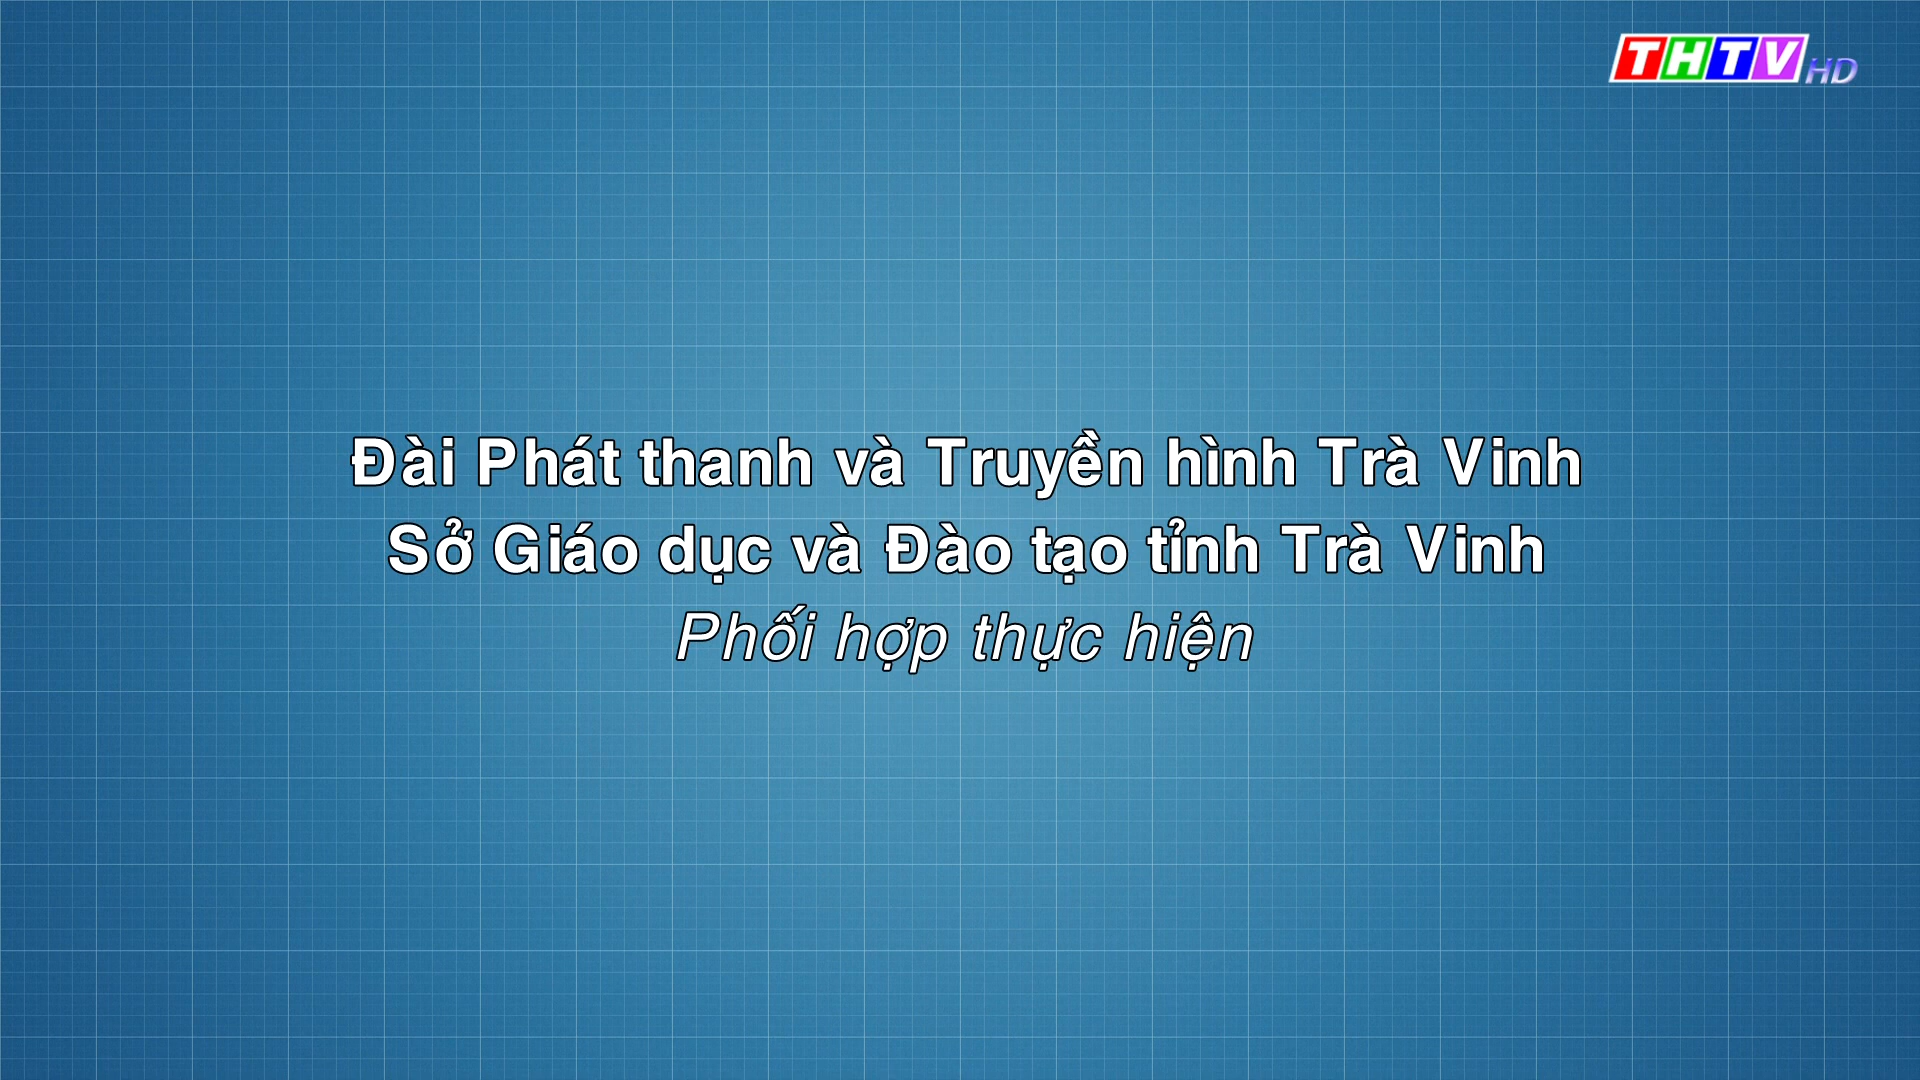 THTV HD
Đài Phát thanh và Truyền hình Trà Vinh
Sở Giáo dục và Đào tạo tỉnh Trà Vinh
Phối hợp thực hiện